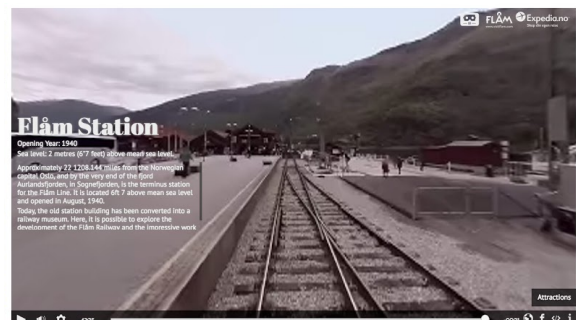 FLÅM Expedia.no
Flåm Station
Opening Year: 1940
Sea level: 2 metres (6'7 feet) above mead sea level
Approximately 22 1208.144 miles from the Norwegian
capital Oslo, and by the very end of the fjord
Aurlandsfjorden, in Sognefjorden, is the terminus station
for the Flåm Line. It is located 6ft 7 above mean sea level
and opened in August, 1940.
Today, the old station building has been converted into a
railway museum. Here, it is possible to explore the
development of the Flåm Railway and the impressive work
Attractions